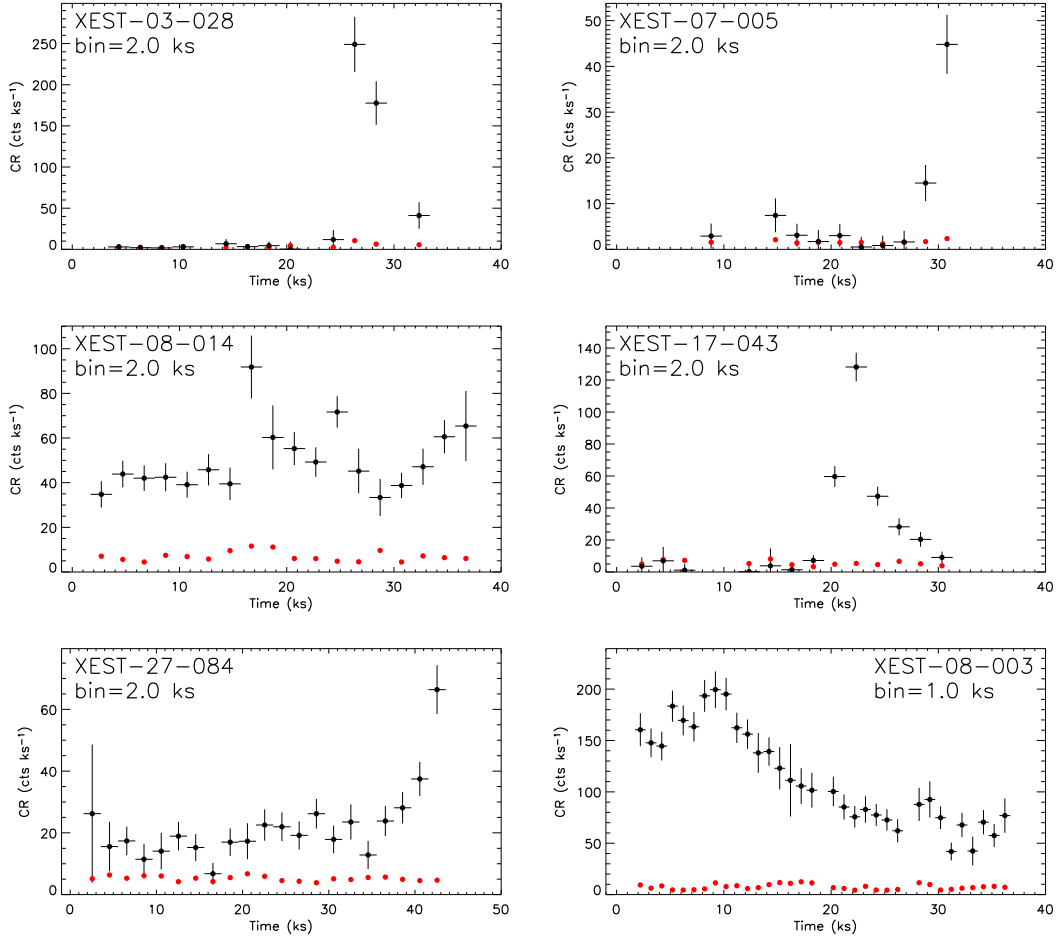 XEST-03-028
bin=2.0 ks
CR (cts ks⁻¹)
250
200
150
100
50
0
0 10 20 30 40
Time (ks)
XEST-07-005
bin=2.0 ks
CR (cts ks⁻¹)
50
40
30
20
10
0
0 10 20 30 40
Time (ks)
XEST-08-014
bin=2.0 ks
CR (cts ks⁻¹)
100
80
60
40
20
0
0 10 20 30 40 50
Time (ks)
XEST-17-043
bin=2.0 ks
CR (cts ks⁻¹)
140
120
100
80
60
40
20
0
0 10 20 30 40
Time (ks)
XEST-27-084
bin=2.0 ks
CR (cts ks⁻¹)
60
40
20
0
0 10 20 30 40 50
Time (ks)
XEST-08-003
bin=1.0 ks
CR (cts ks⁻¹)
200
150
100
50
0
0 10 20 30 40
Time (ks)